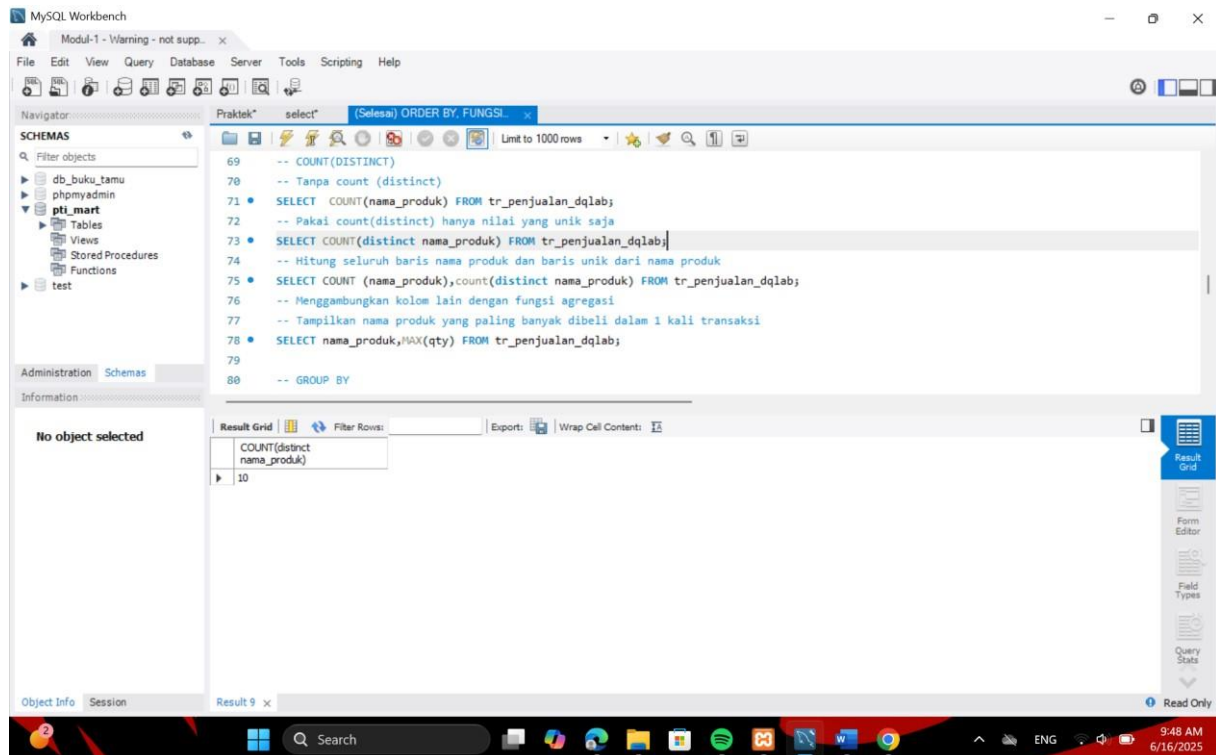 MySQL Workbench
Modul-1 - Warning - not supp..
File Edit View Query Database Server Tools Scripting Help
Navigator
SCHEMAS
Filter objects
db_buku_tamu
phpmyadmin
pti_mart
Tables
Views
Stored Procedures
Functions
test
Administration Schemas
Information
No object selected
Object Info Session
Praktek* select* (Selesai) ORDER BY, FUNGSI...
Limit to 1000 rows
69 -- COUNT(DISTINCT)
70 -- Tanpa count (distinct)
71 SELECT COUNT(nama_produk) FROM tr_penjualan_dqlab;
72 -- Pakai count(distinct) hanya nilai yang unik saja
73 SELECT COUNT(distinct nama_produk) FROM tr_penjualan_dqlab;
74 -- Hitung seluruh baris nama produk dan baris unik dari nama produk
75 SELECT COUNT (nama_produk),count(distinct nama_produk) FROM tr_penjualan_dqlab;
76 -- Menggambungkan kolom lain dengan fungsi agregasi
77 -- Tampilkan nama produk yang paling banyak dibeli dalam 1 kali transaksi
78 SELECT nama_produk,MAX(qty) FROM tr_penjualan_dqlab;
79
80 -- GROUP BY
Result Grid Filter Rows: Export: Wrap Cell Content:
COUNT(distinct
nama_produk)
10
Result
Grid
Form
Editor
Field
Types
Query
Stats
Result 9
Read Only
2
Search
ENG
9:48 AM
6/16/2025